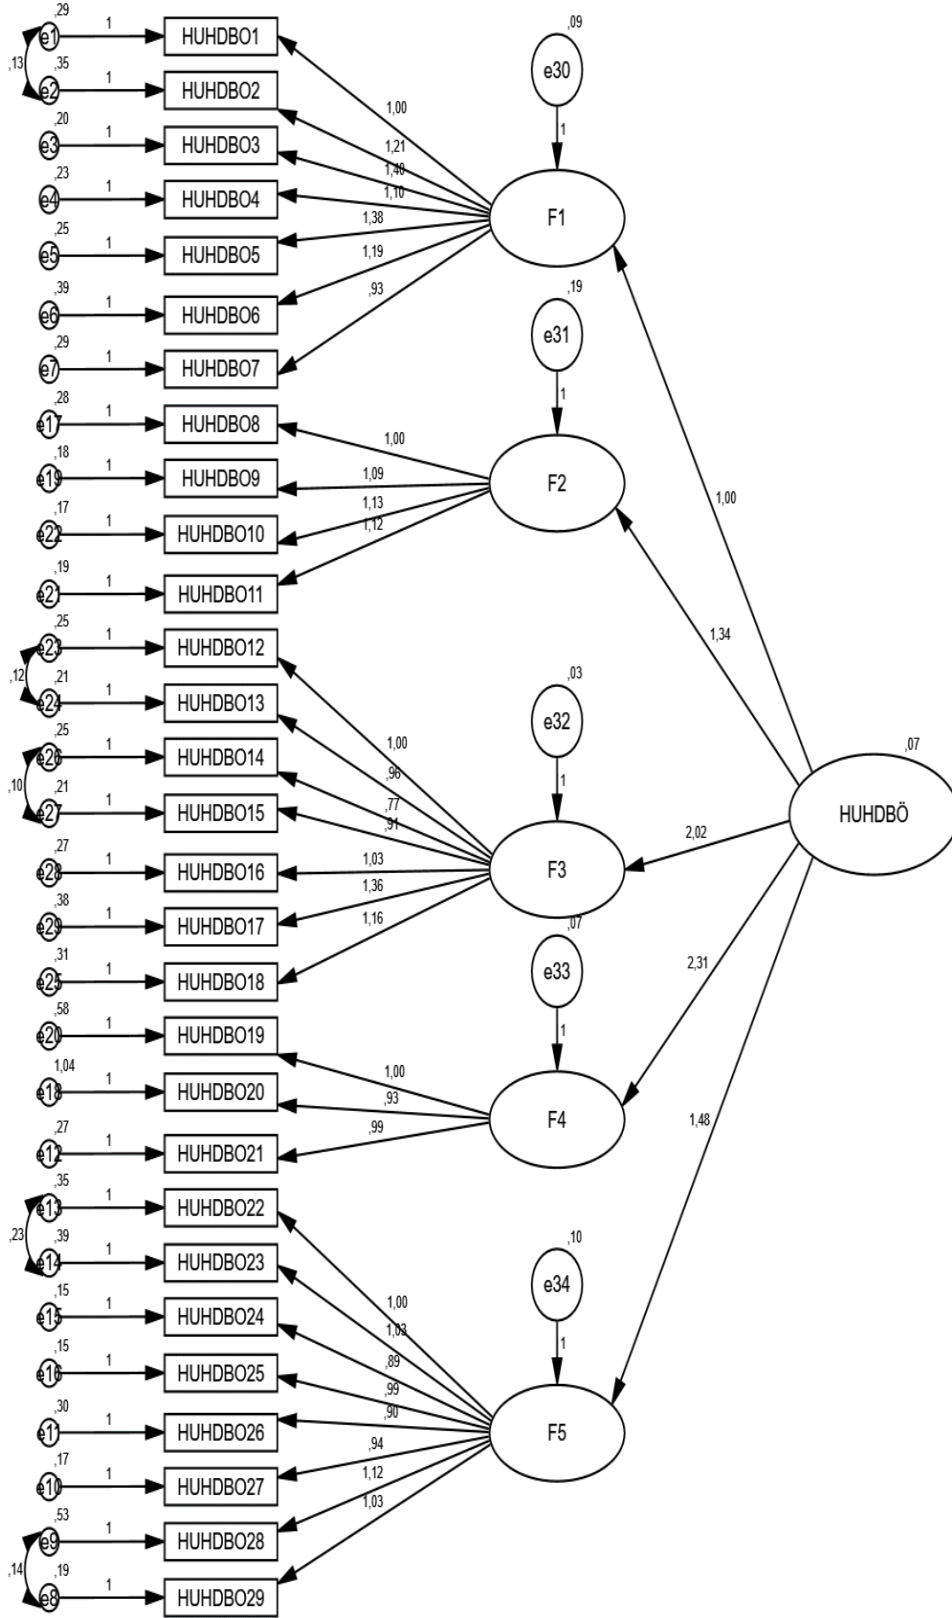 ,29
e1
1
HUHDBO1
,13
,35
e2
1
HUHDBO2
,20
e3
1
HUHDBO3
,23
e4
1
HUHDBO4
,25
e5
1
HUHDBO5
,39
e6
1
HUHDBO6
,29
e7
1
HUHDBO7
,28
e17
1
HUHDBO8
,18
e19
1
HUHDBO9
,17
e22
1
HUHDBO10
,19
e21
1
HUHDBO11
,25
e23
1
HUHDBO12
,12
,21
e24
1
HUHDBO13
,25
e26
1
HUHDBO14
,10
,21
e27
1
HUHDBO15
,27
e28
1
HUHDBO16
,38
e29
1
HUHDBO17
,31
e25
1
HUHDBO18
,58
e20
1
HUHDBO19
1,04
e18
1
HUHDBO20
,27
e12
1
HUHDBO21
,35
e13
1
HUHDBO22
,23
,39
e14
1
HUHDBO23
,15
e15
1
HUHDBO24
,15
e16
1
HUHDBO25
,30
e11
1
HUHDBO26
,17
e10
1
HUHDBO27
,53
e9
1
HUHDBO28
,14
,19
e8
1
HUHDBO29
1,00
1,21
1,40
1,10
1,38
1,19
,93
1,00
1,09
1,13
1,12
1,00
,96
,77
,91
1,03
1,36
1,16
1,00
,93
,99
1,00
1,03
,89
,99
,90
,94
1,12
1,03
,09
e30
1
F1
,19
e31
1
F2
,03
e32
1
F3
,07
e33
1
F4
,10
e34
1
F5
1,00
1,34
2,02
2,31
1,48
,07
HUHDBÖ